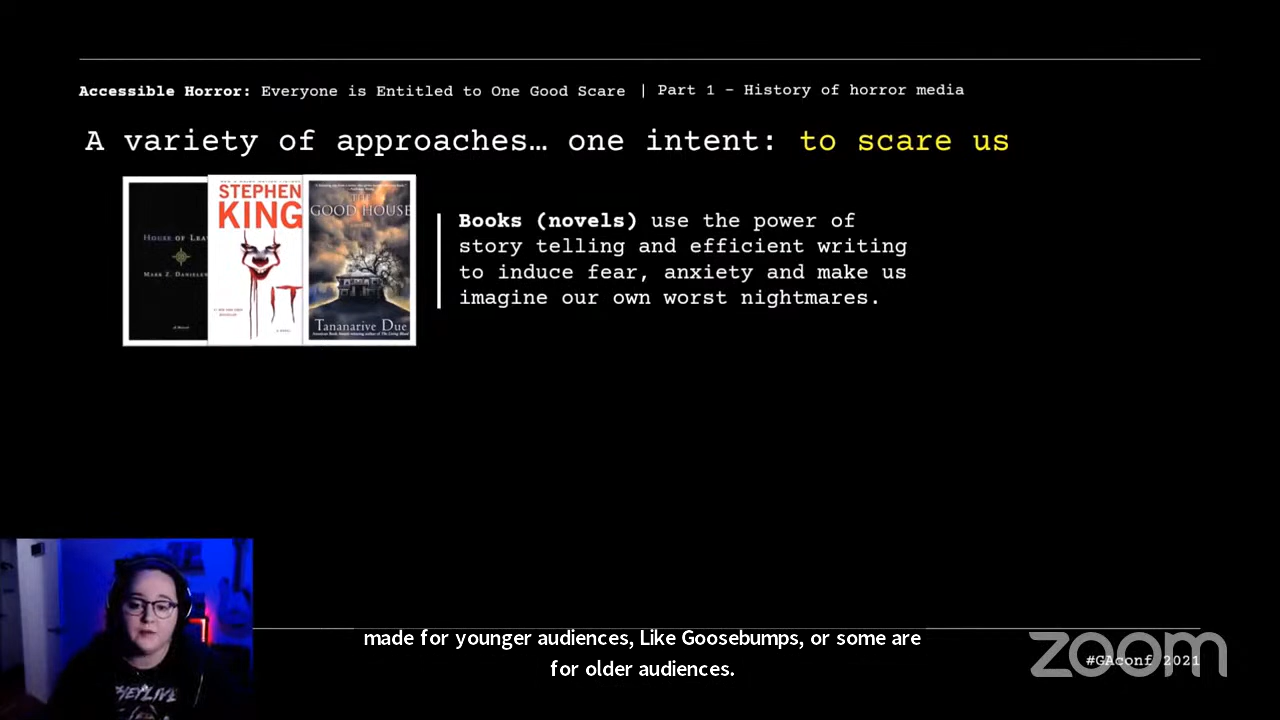 Accessible Horror: Everyone is Entitled to One Good Scare | Part 1 – History of horror media
A variety of approaches… one intent: to scare us
HOUSE OF
MARK Z.
STEPHEN
KING
IT
THE
GOOD HOUSE
Tananarive Due
Books (novels) use the power of
story telling and efficient writing
to induce fear, anxiety and make us
imagine our own worst nightmares.
THEY LIVE
made for younger audiences, Like Goosebumps, or some are
for older audiences.
zoom
#GAconf 2021